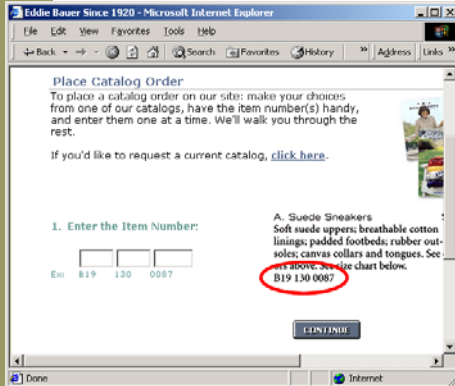 Eddie Bauer Since 1920 - Microsoft Internet Explorer
File Edit View Favorites Tools Help
Back Search Favorites History » Address Links »
Place Catalog Order
To place a catalog order on our site: make your choices
from one of our catalogs, have the item number(s) handy,
and enter them one at a time. We'll walk you through the
rest.
If you'd like to request a current catalog, click here.
1. Enter the Item Number:
Ex: B19 130 0087
A. Suede Sneakers
Soft suede uppers; breathable cotton
linings; padded footbeds; rubber out-
soles; canvas collars and tongues. See
ors above. See size chart below.
B19 130 0087
CONTINUE
Done Internet